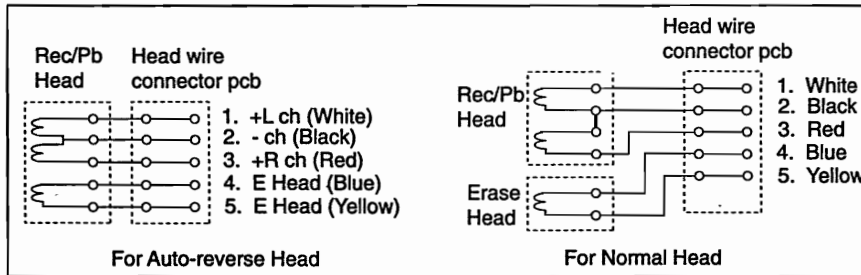 Rec/Pb
Head
Head wire
connector pcb
1. +L ch (White)
2. - ch (Black)
3. +R ch (Red)
4. E Head (Blue)
5. E Head (Yellow)
For Auto-reverse Head
Head wire
connector pcb
Rec/Pb
Head
1. White
2. Black
3. Red
4. Blue
5. Yellow
Erase
Head
For Normal Head